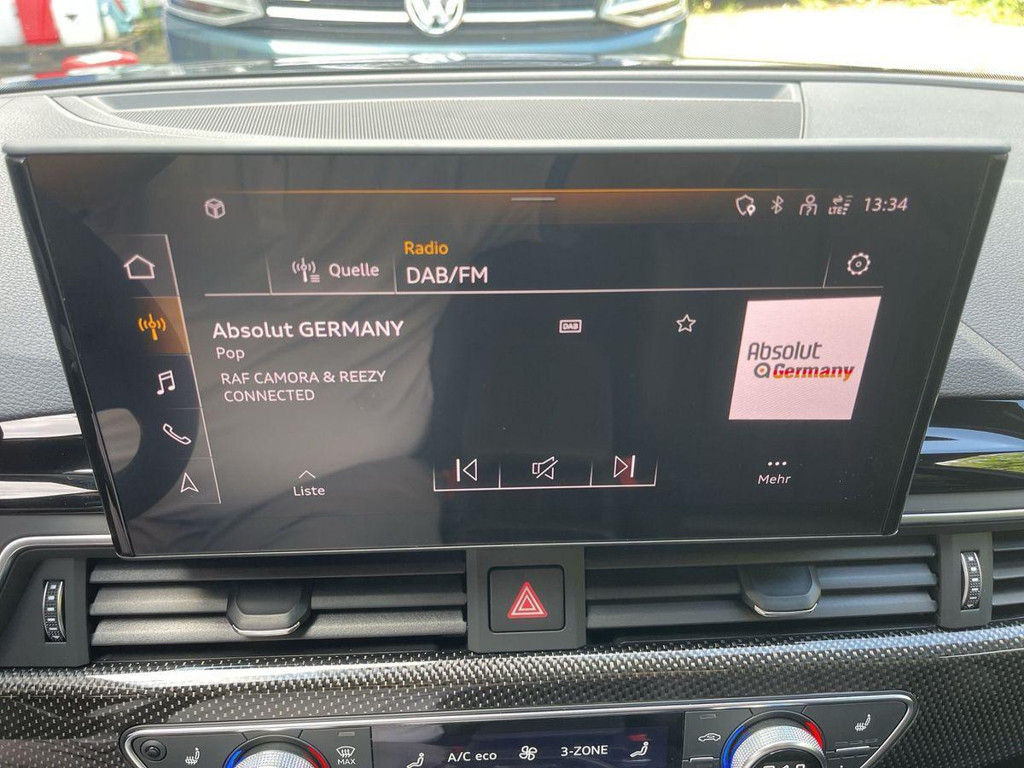 LTE
13:34
Radio
Quelle
DAB/FM
Absolut GERMANY
DAB
Pop
RAF CAMORA & REEZY
CONNECTED
Absolut
Germany
Liste
Mehr
MAX
A/C eco
3-ZONE